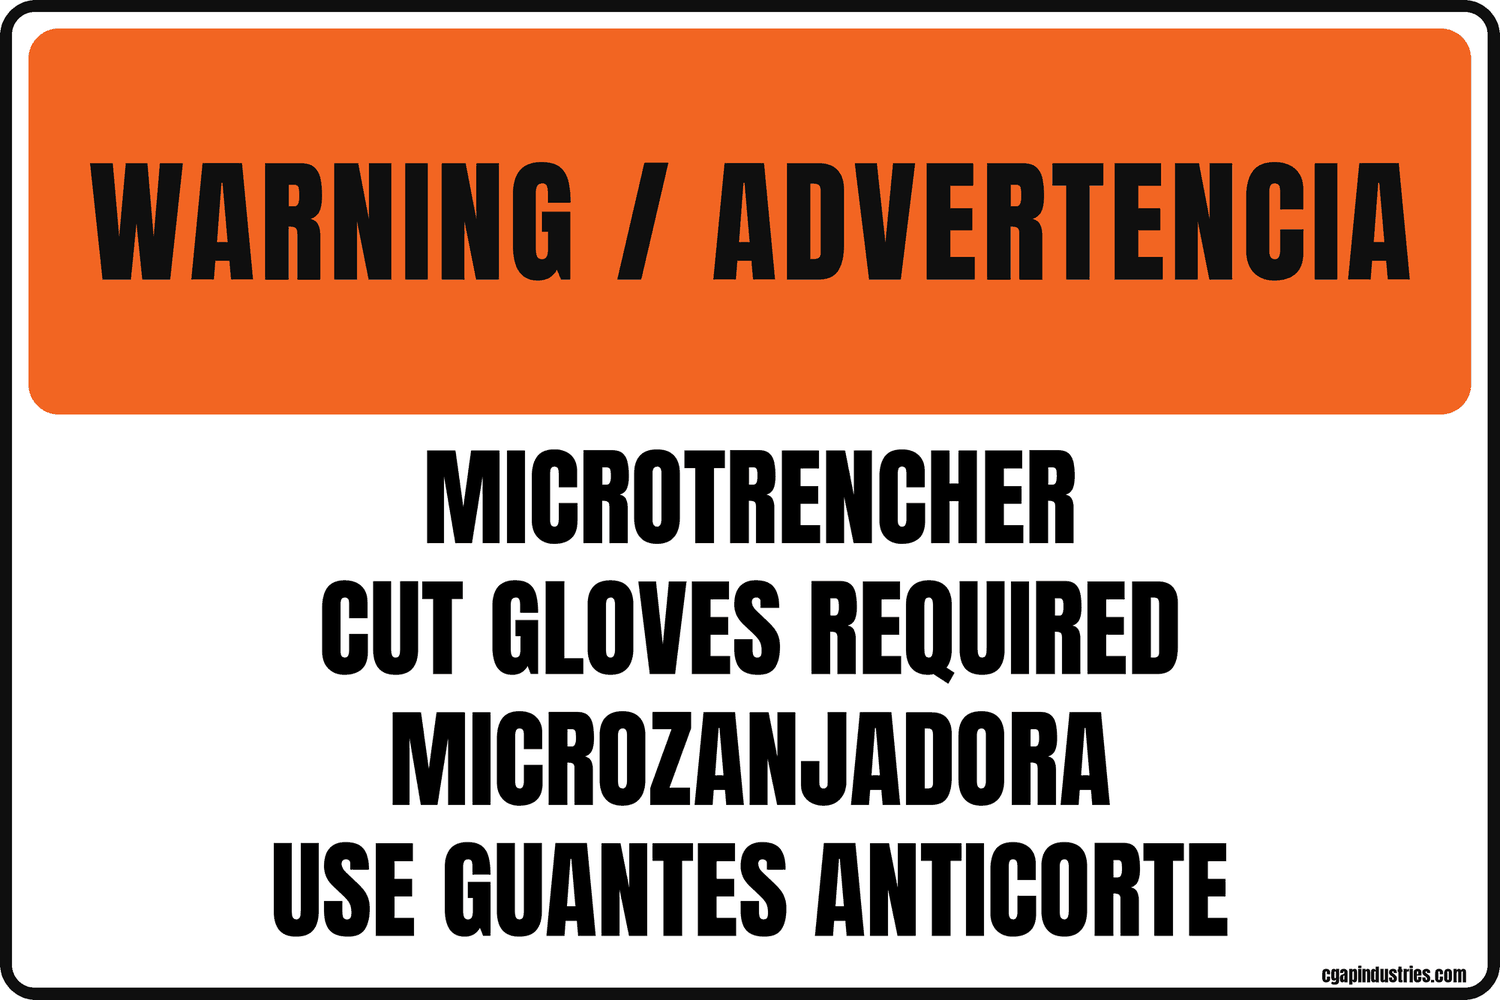 WARNING / ADVERTENCIA
MICROTRENCHER
CUT GLOVES REQUIRED
MICROZANJADORA
USE GUANTES ANTICORTE
cgapindustries.com